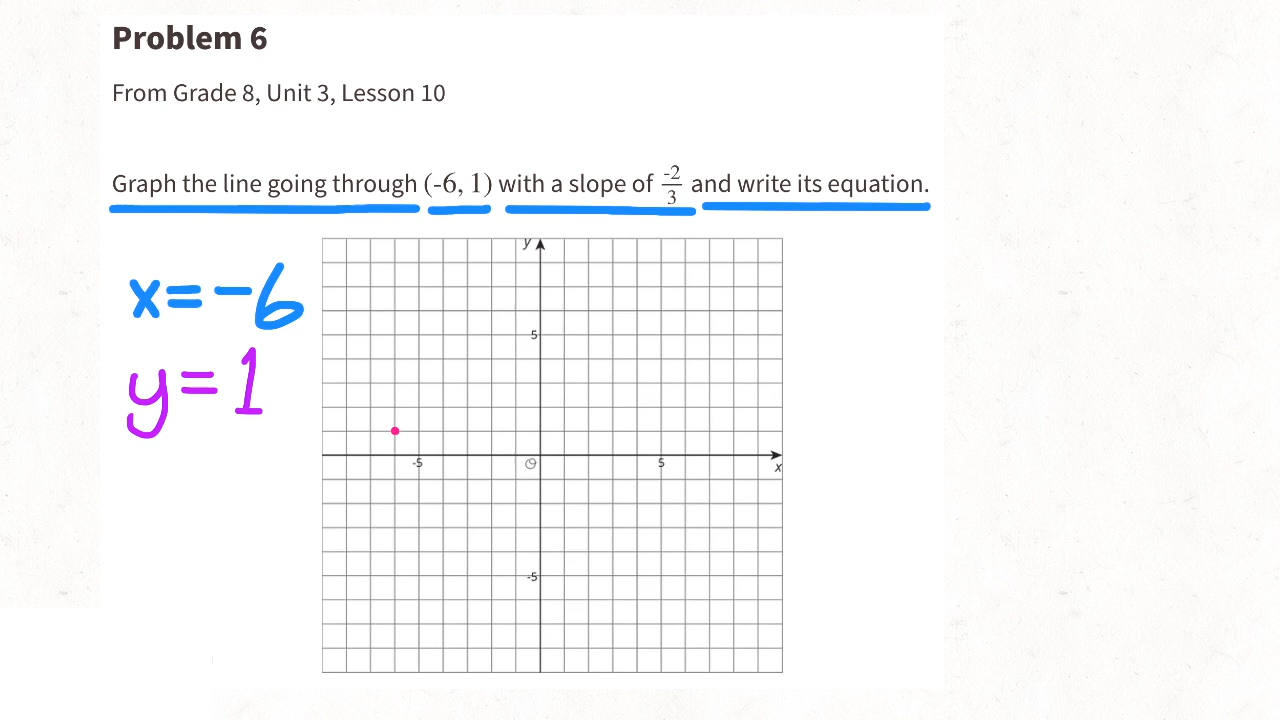 Problem 6
From Grade 8, Unit 3, Lesson 10
Graph the line going through (-6, 1) with a slope of -2/3 and write its equation.
x=-6
y=1
y
5
-5
O
5
x
-5